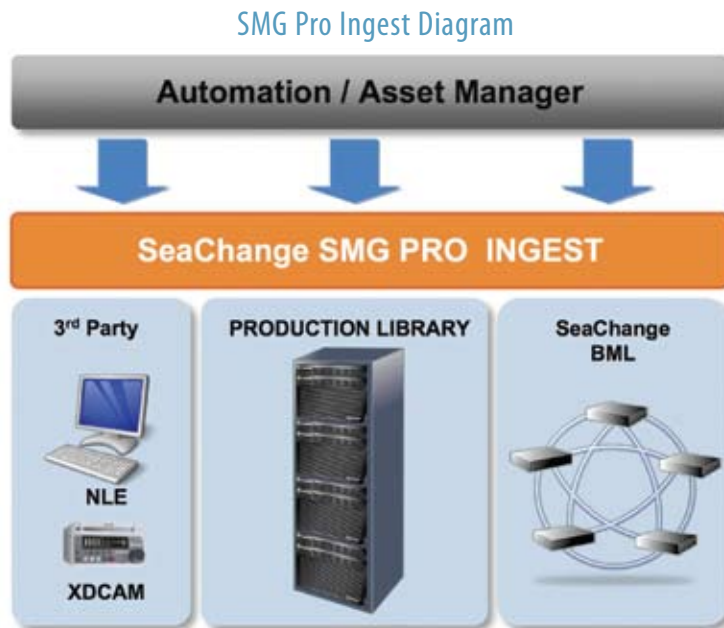 SMG Pro Ingest Diagram
Automation / Asset Manager
SeaChange SMG PRO INGEST
3rd Party
NLE
XDCAM
PRODUCTION LIBRARY
SeaChange
BML